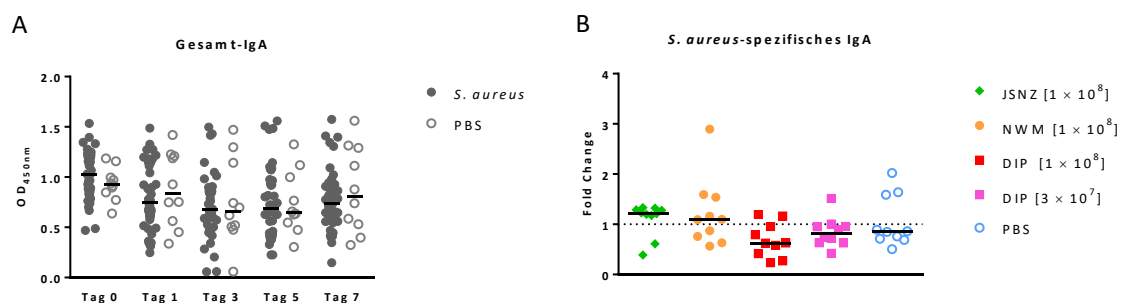 A
Gesamt-IgA
OD450nm
2.0
1.5
1.0
0.5
0.0
Tag 0 Tag 1 Tag 3 Tag 5 Tag 7
S. aureus
PBS
B
S. aureus-spezifisches IgA
Fold Change
4
3
2
1
0
JSNZ [1 × 10⁸]
NWM [1 × 10⁸]
DIP [1 × 10⁸]
DIP [3 × 10⁷]
PBS